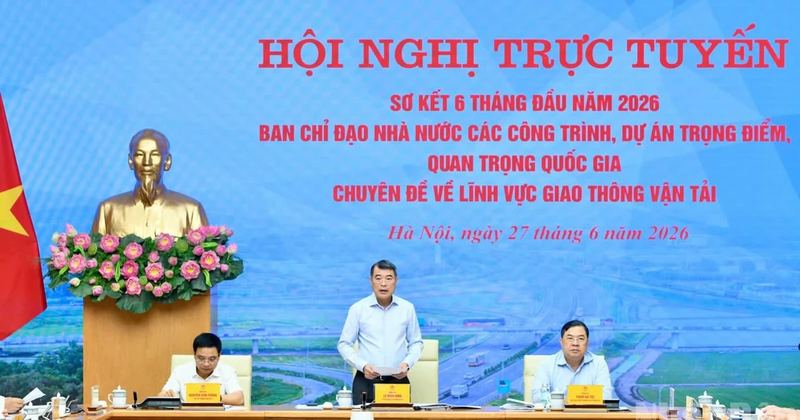 HỘI NGHỊ TRỰC TUYẾN
SƠ KẾT 6 THÁNG ĐẦU NĂM 2026
BAN CHỈ ĐẠO NHÀ NƯỚC CÁC CÔNG TRÌNH, DỰ ÁN TRỌNG ĐIỂM,
QUAN TRỌNG QUỐC GIA
CHUYÊN ĐỀ VỀ LĨNH VỰC GIAO THÔNG VẬN TẢI
Hà Nội, ngày 27 tháng 6 năm 2026